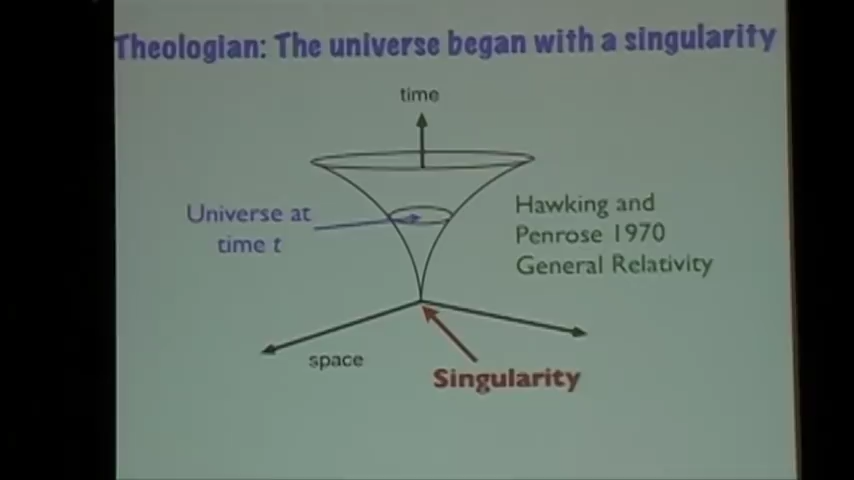 Theologian: The universe began with a singularity
time
Universe at
time t
Hawking and
Penrose 1970
General Relativity
space
Singularity